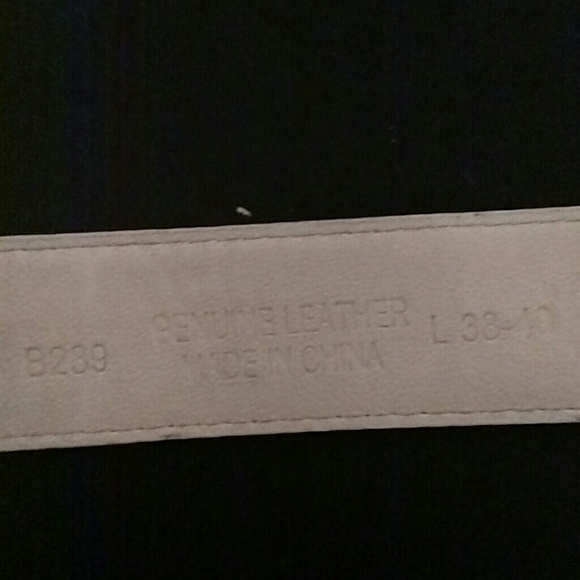 B239
GENUINE LEATHER
MADE IN CHINA
L 38-40